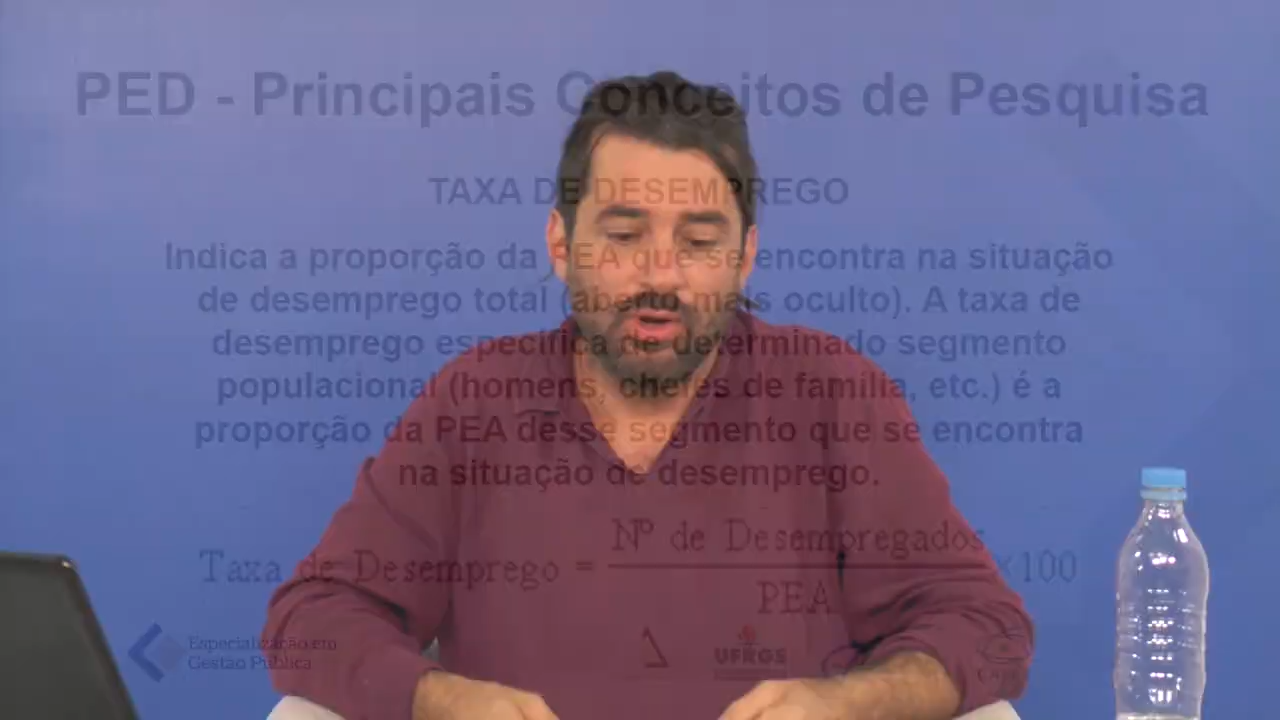 PED - Principais Conceitos de Pesquisa
TAXA DE DESEMPREGO
Indica a proporção da PEA que se encontra na situação
de desemprego total (aberto mais oculto). A taxa de
desemprego específica de determinado segmento
populacional (homens, chefes de família, etc.) é a
proporção da PEA desse segmento que se encontra
na situação de desemprego.
Taxa de Desemprego = Nº de Desempregados ×100
PEA
Especialização em
Gestão Pública
UFRGS